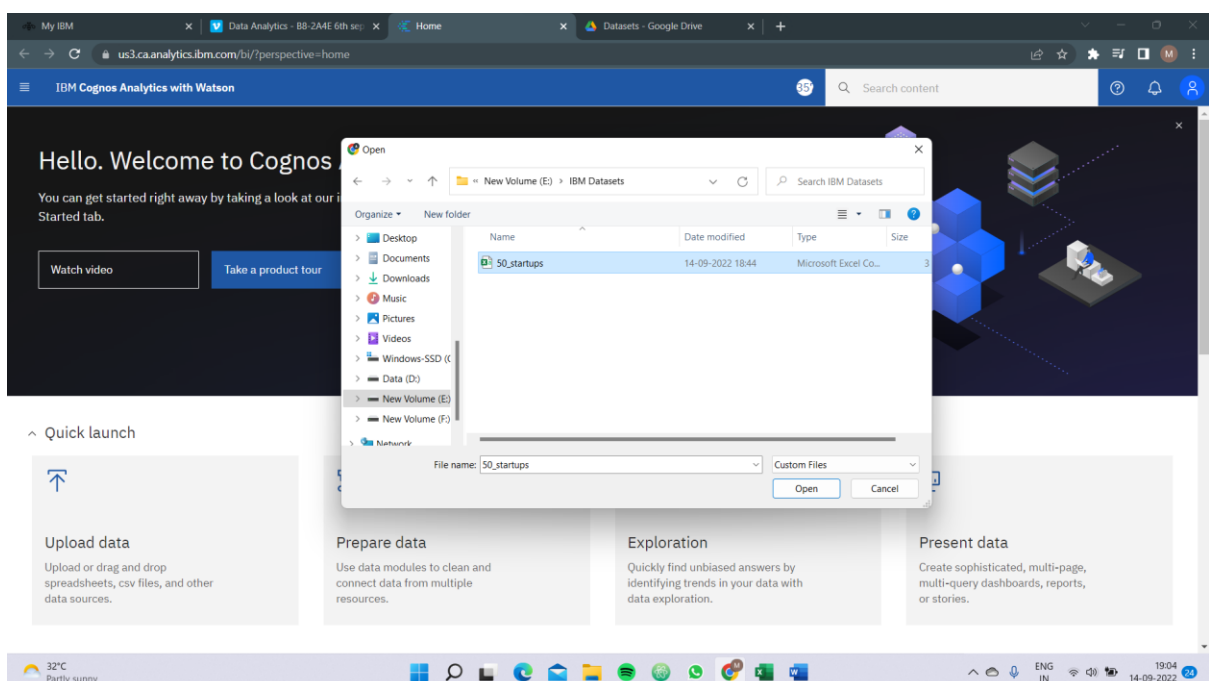 My IBM
Data Analytics - B8-2A4E 6th sep
Home
Datasets - Google Drive
us3.ca.analytics.ibm.com/bi/?perspective=home
M
IBM Cognos Analytics with Watson
35
Search content
Hello. Welcome to Cognos
You can get started right away by taking a look at our i
Started tab.
Watch video
Take a product tour
Open
« New Volume (E:) > IBM Datasets
Search IBM Datasets
Organize
New folder
Name
Date modified
Type
Size
Desktop
Documents
Downloads
Music
Pictures
Videos
Windows-SSD (C
Data (D:)
New Volume (E:)
New Volume (F:)
Network
50_startups
14-09-2022 18:44
Microsoft Excel Co...
3
File name: 50_startups
Custom Files
Open
Cancel
Quick launch
Upload data
Upload or drag and drop
spreadsheets, csv files, and other
data sources.
Prepare data
Use data modules to clean and
connect data from multiple
resources.
Exploration
Quickly find unbiased answers by
identifying trends in your data with
data exploration.
Present data
Create sophisticated, multi-page,
multi-query dashboards, reports,
or stories.
32°C
Partly sunny
ENG
IN
19:04
14-09-2022
24